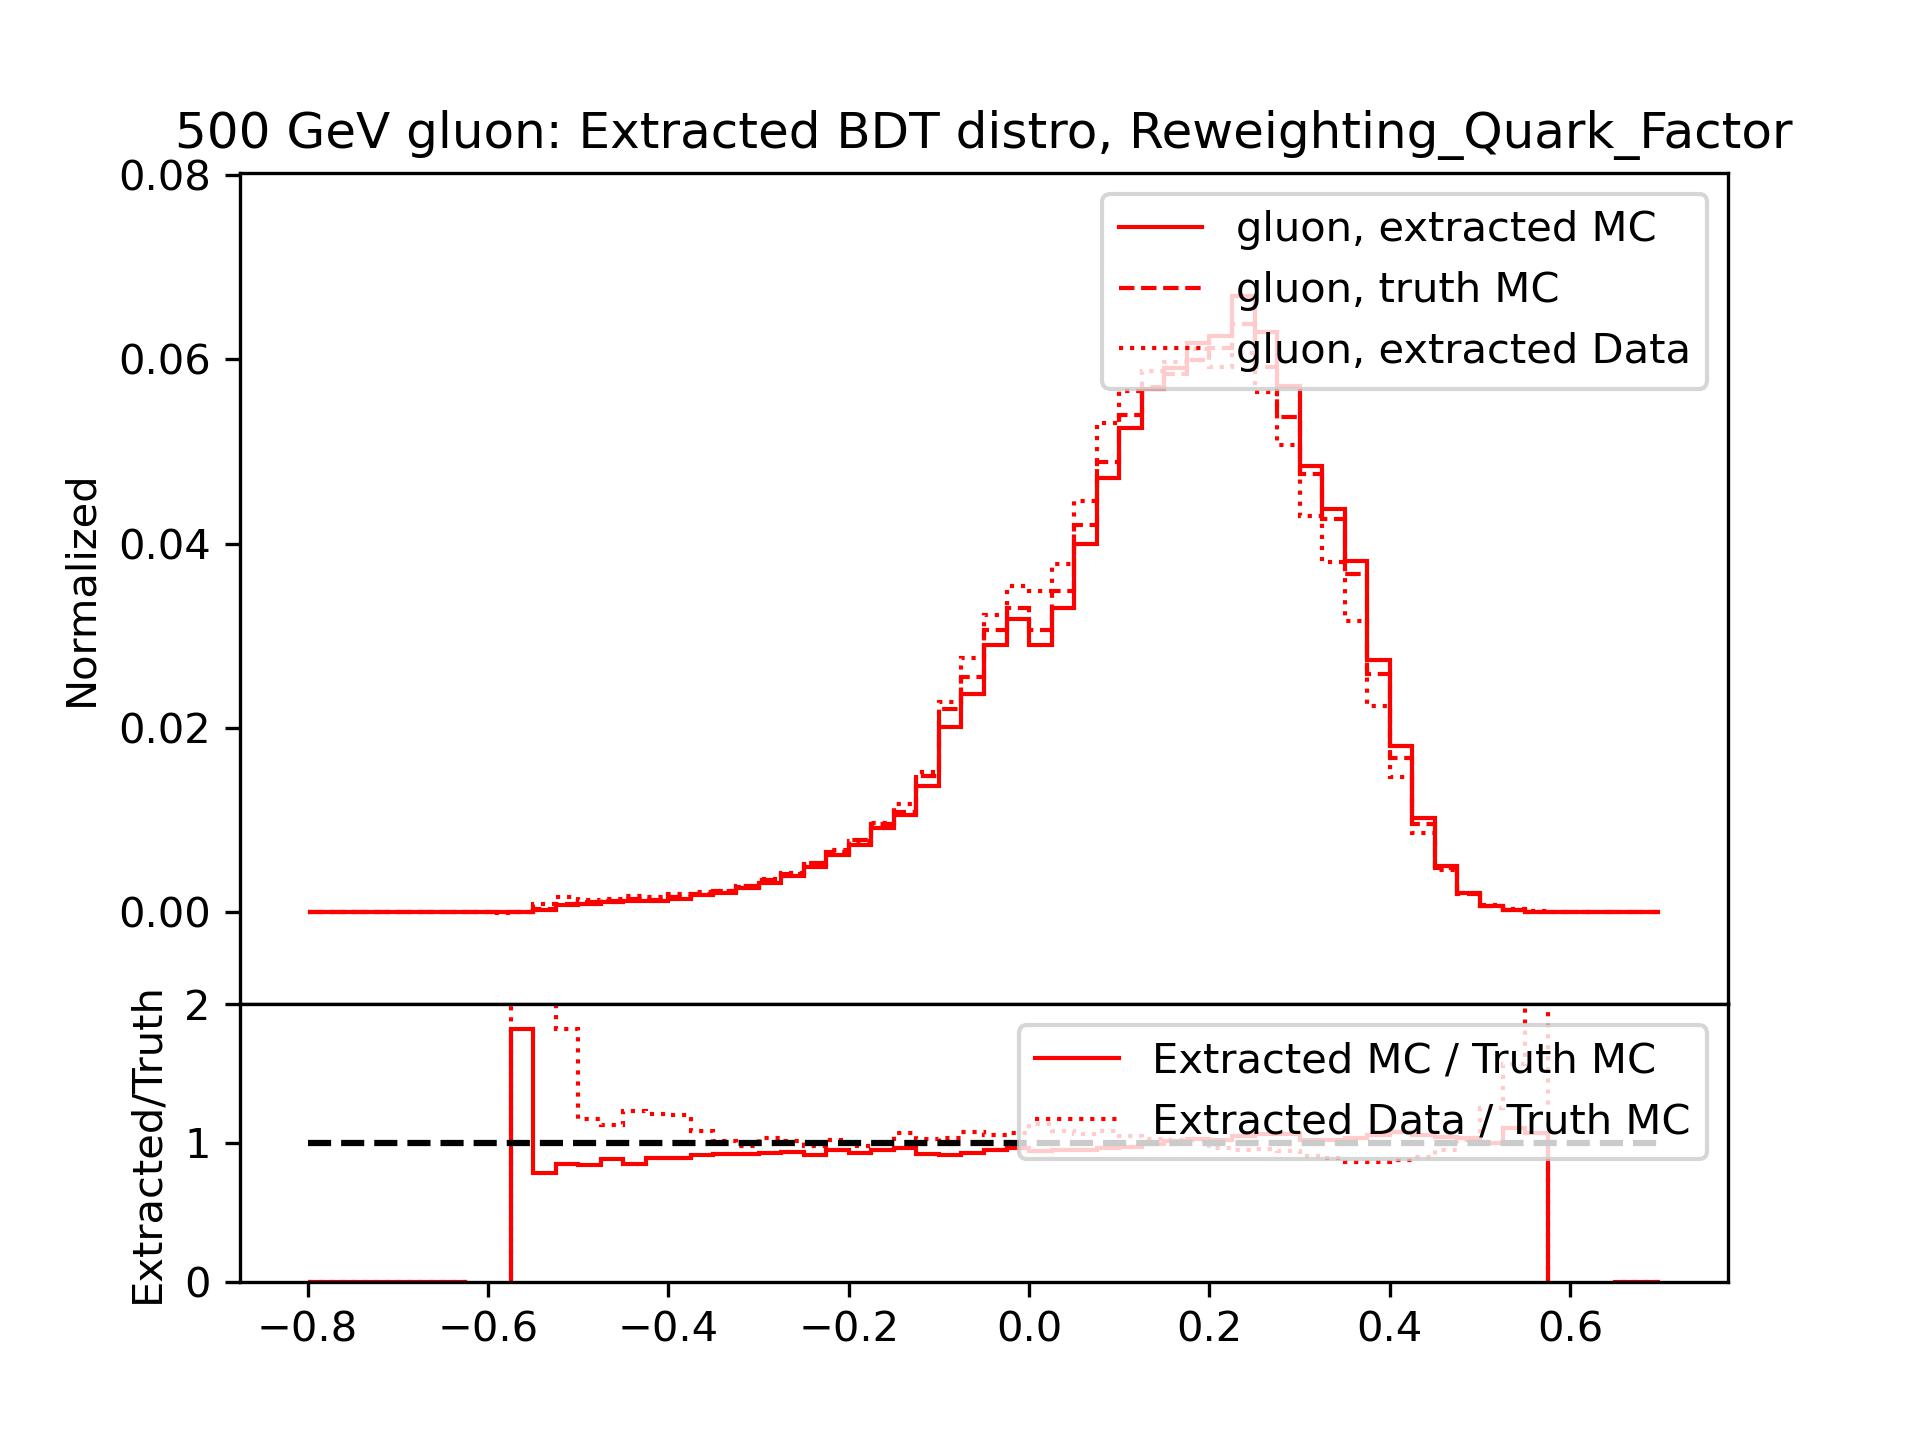 500 GeV gluon: Extracted BDT distro, Reweighting_Quark_Factor
0.08
0.06
0.04
0.02
0.00
Normalized
gluon, extracted MC
gluon, truth MC
gluon, extracted Data
2
1
0
Extracted/Truth
Extracted MC / Truth MC
Extracted Data / Truth MC
−0.8 −0.6 −0.4 −0.2 0.0 0.2 0.4 0.6